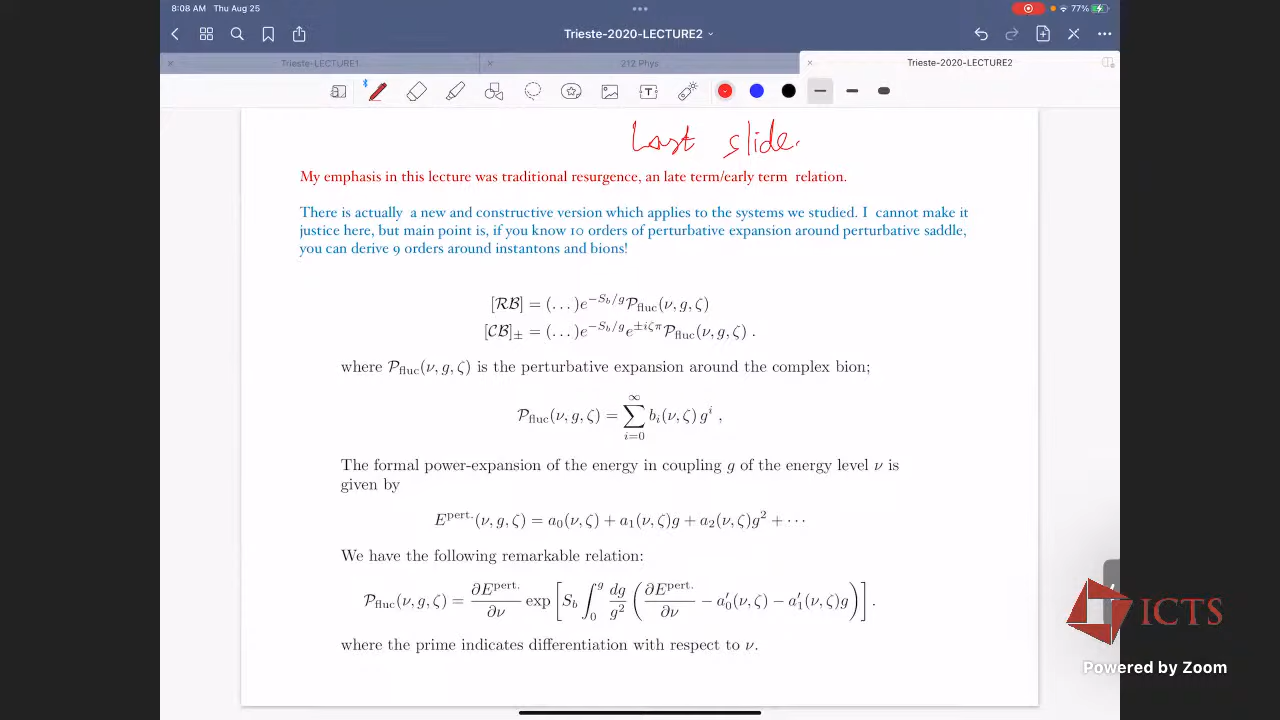 8:08 AM Thu Aug 25
77%
Trieste-2020-LECTURE2
Trieste-LECTURE1
212 Phys
Trieste-2020-LECTURE2
Last slide.
My emphasis in this lecture was traditional resurgence, an late term/early term relation.
There is actually a new and constructive version which applies to the systems we studied. I cannot make it
justice here, but main point is, if you know 10 orders of perturbative expansion around perturbative saddle,
you can derive 9 orders around instantons and bions!
[𝓡𝓑] = (...)e^{−S_b/g} 𝒫_fluc(ν, g, ζ)
[𝓒𝓑]_± = (...)e^{−S_b/g} e^{±iζπ} 𝒫_fluc(ν, g, ζ) .
where 𝒫_fluc(ν, g, ζ) is the perturbative expansion around the complex bion;
𝒫_fluc(ν, g, ζ) = ∑_{i=0}^{∞} b_i(ν, ζ) g^i ,
The formal power-expansion of the energy in coupling g of the energy level ν is
given by
E^{pert.}(ν, g, ζ) = a_0(ν, ζ) + a_1(ν, ζ)g + a_2(ν, ζ)g^2 + ···
We have the following remarkable relation:
𝒫_fluc(ν, g, ζ) = ∂E^{pert.}/∂ν exp [ S_b ∫_0^g dg/g^2 ( ∂E^{pert.}/∂ν − a′_0(ν, ζ) − a′_1(ν, ζ)g ) ] .
where the prime indicates differentiation with respect to ν.
ICTS
Powered by Zoom